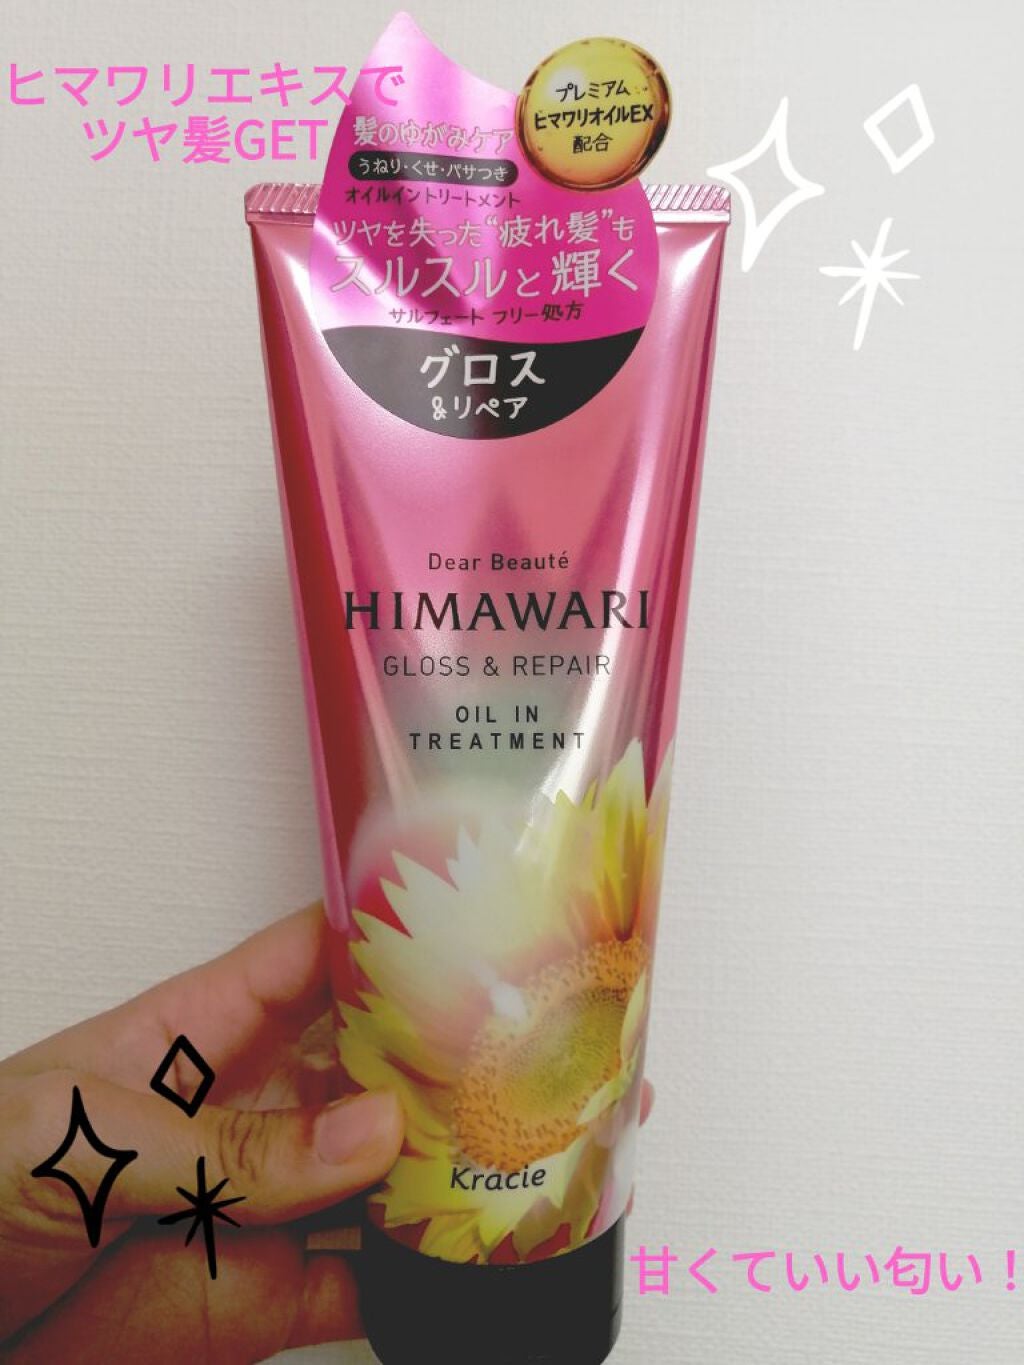 ヒマワリエキスで
ツヤ髪GET
髪のゆがみケア
うねり・くせ・パサつき
オイルイントリートメント
プレミアム
ヒマワリオイルEX
配合
ツヤを失った“疲れ髪”も
スルスルと輝く
サルフェート フリー処方
グロス
&リペア
Dear Beauté
HIMAWARI
GLOSS & REPAIR
OIL IN
TREATMENT
Kracie
甘くていい匂い！